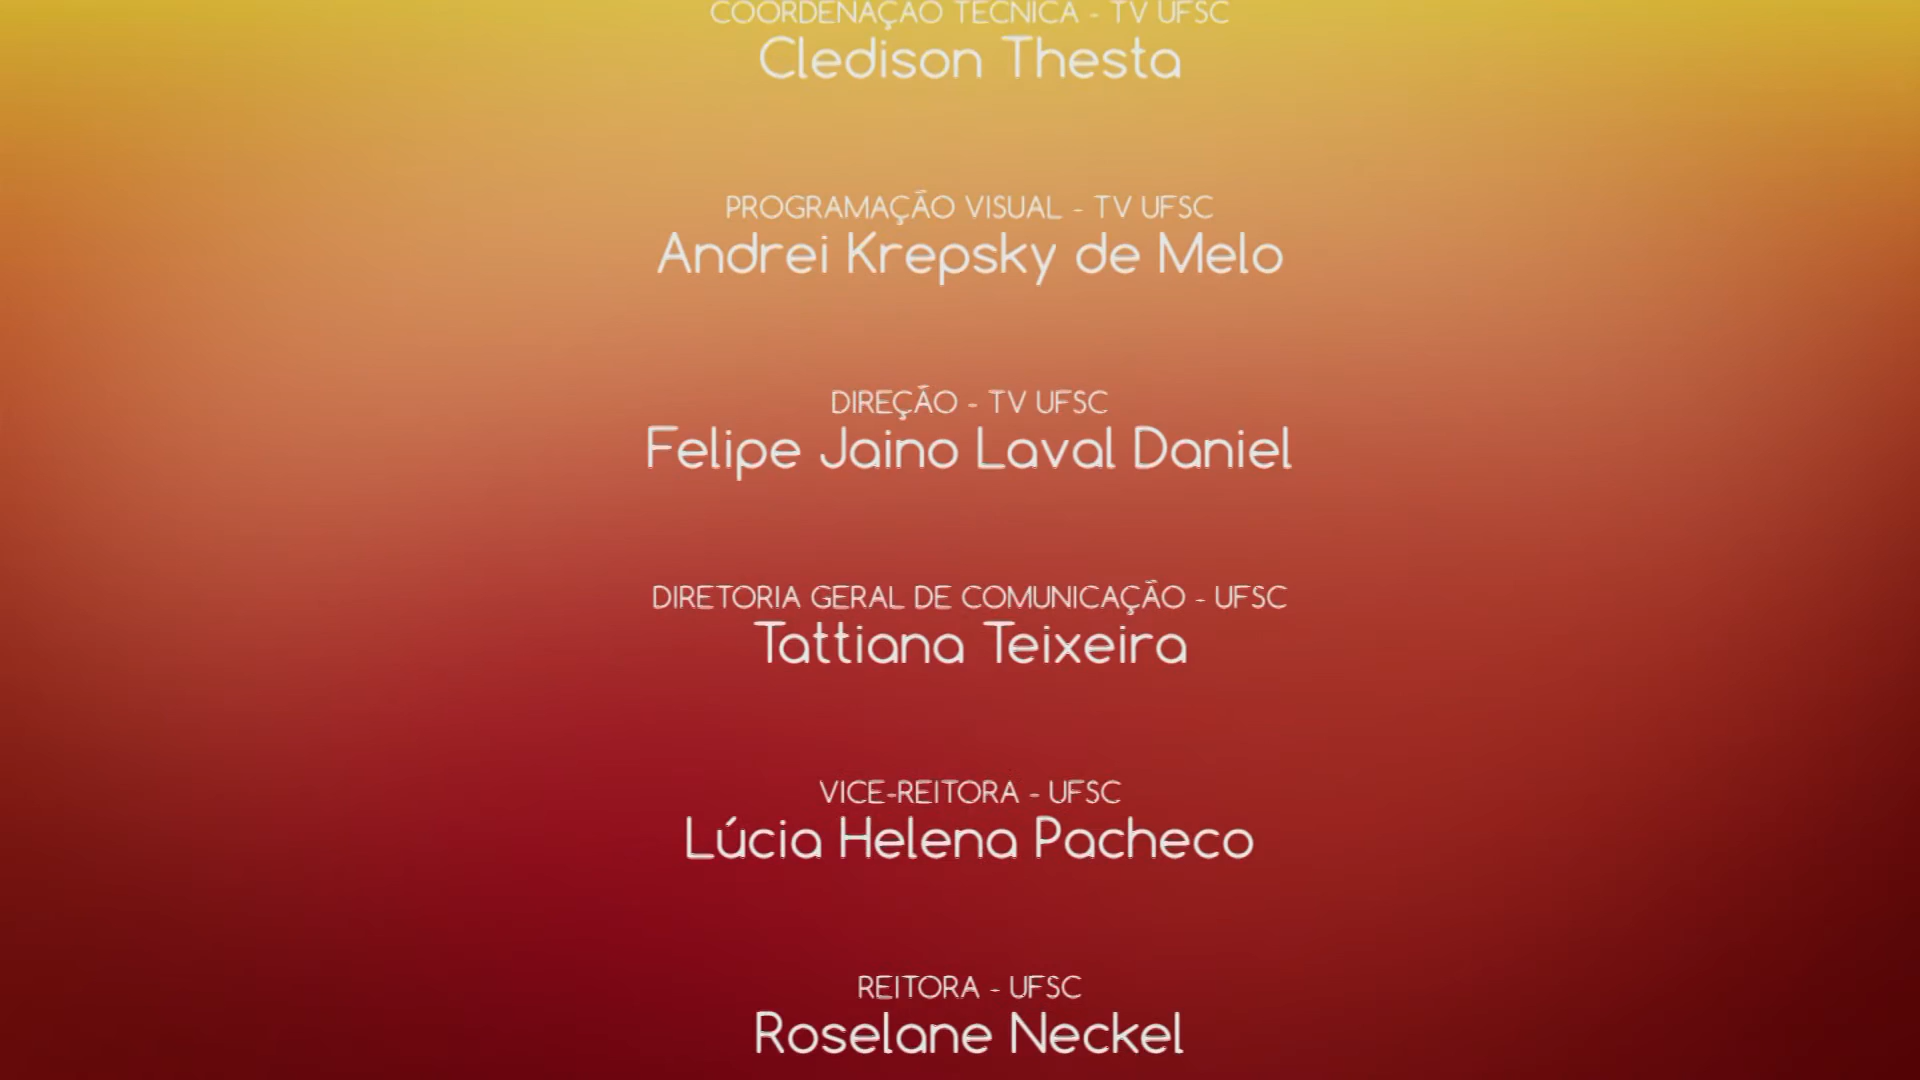 COORDENAÇÃO TÉCNICA - TV UFSC
Cledison Thesta
PROGRAMAÇÃO VISUAL - TV UFSC
Andrei Krepsky de Melo
DIREÇÃO - TV UFSC
Felipe Jaino Laval Daniel
DIRETORIA GERAL DE COMUNICAÇÃO - UFSC
Tattiana Teixeira
VICE-REITORA - UFSC
Lúcia Helena Pacheco
REITORA - UFSC
Roselane Neckel